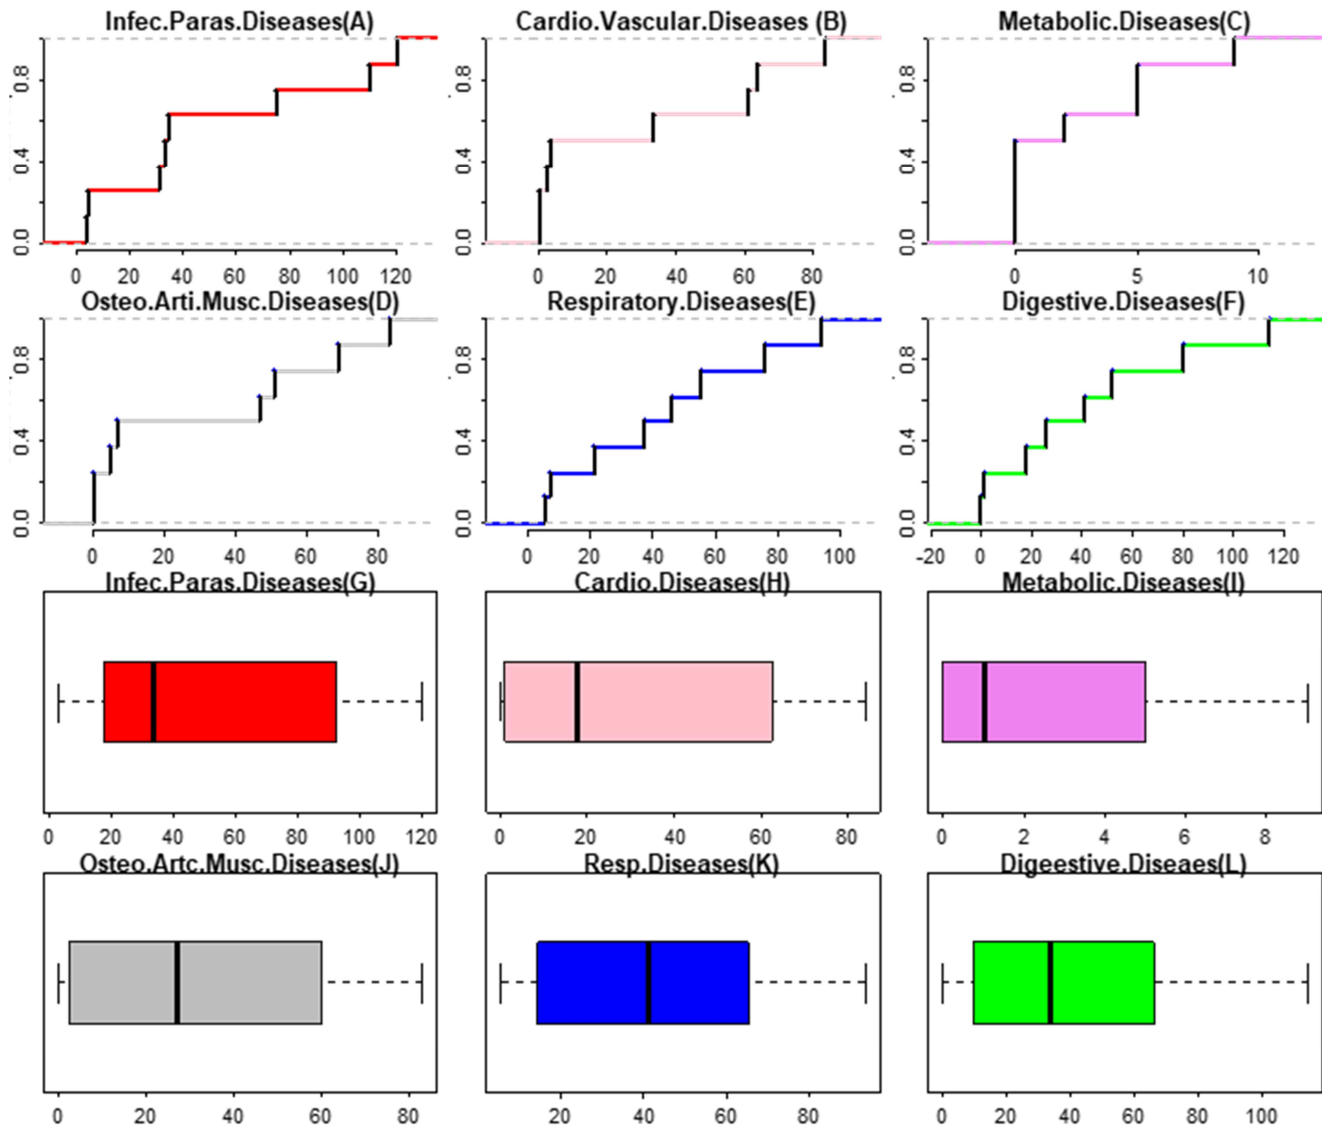 Infec.Paras.Diseases(A) Cardio.Vascular.Diseases (B) Metabolic.Diseases(C)
0.8 0.8 0.8
0.4 0.4 0.4
0.0 0.0 0.0
0 20 40 60 80 100 120 0 20 40 60 80 0 5 10
Osteo.Arti.Musc.Diseases(D) Respiratory.Diseases(E) Digestive.Diseases(F)
0.8 0.8 0.8
0.4 0.4 0.4
0.0 0.0 0.0
0 20 40 60 80 0 20 40 60 80 100 -20 0 20 40 60 80 120
Infec.Paras.Diseases(G) Cardio.Diseases(H) Metabolic.Diseases(I)
0 20 40 60 80 100 120 0 20 40 60 80 0 2 4 6 8
Osteo.Artc.Musc.Diseases(J) Resp.Diseases(K) Digeestive.Diseaes(L)
0 20 40 60 80 20 40 60 80 0 20 40 60 80 100